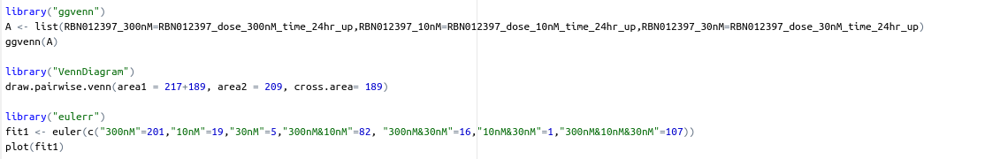 library("ggvenn")
A <- list(RBN012397_300nM=RBN012397_dose_300nM_time_24hr_up,RBN012397_10nM=RBN012397_dose_10nM_time_24hr_up,RBN012397_30nM=RBN012397_dose_30nM_time_24hr_up)
ggvenn(A)
library("VennDiagram")
draw.pairwise.venn(area1 = 217+189, area2 = 209, cross.area= 189)
library("eulerr")
fit1 <- euler(c("300nM"=201,"10nM"=19,"30nM"=5,"300nM&10nM"=82, "300nM&30nM"=16,"10nM&30nM"=1,"300nM&10nM&30nM"=107))
plot(fit1)